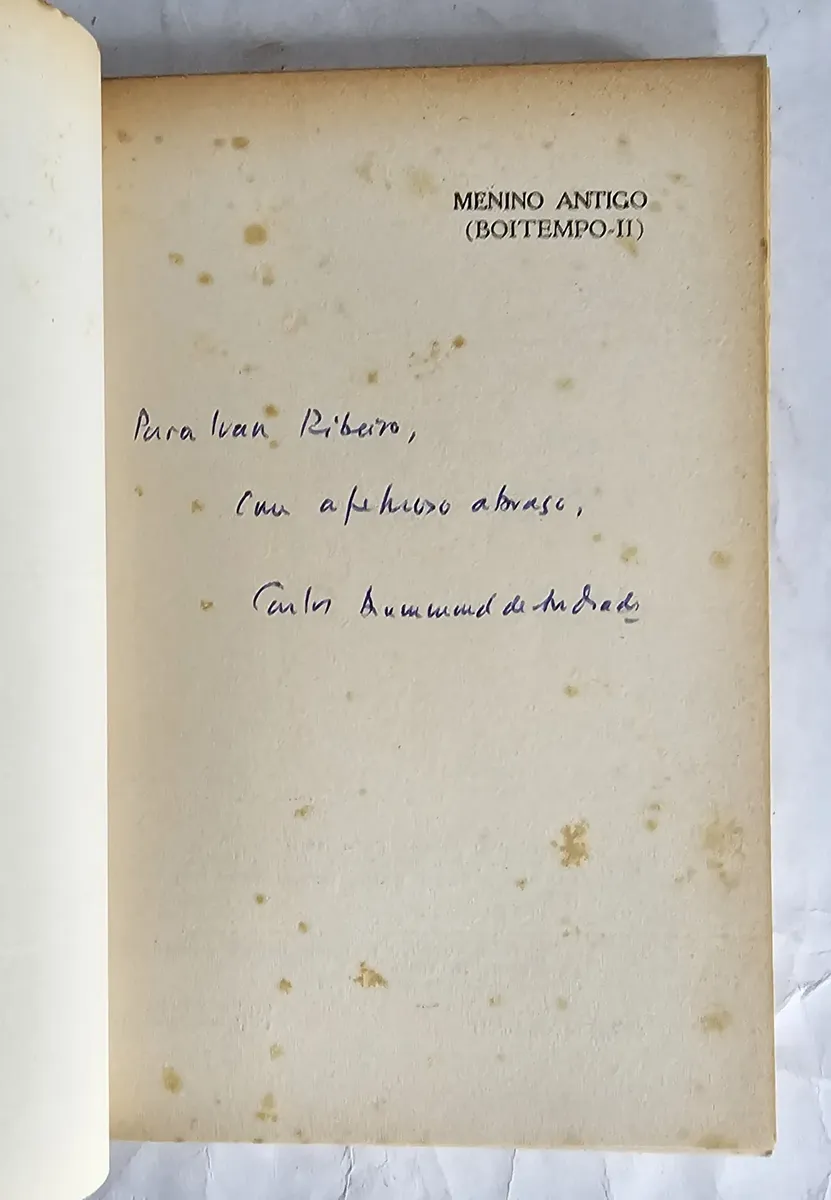 MENINO ANTIGO
(BOITEMPO-II)
Para Ivan Ribeiro,
com afetuoso abraço,
Carlos Drummond de Andrade